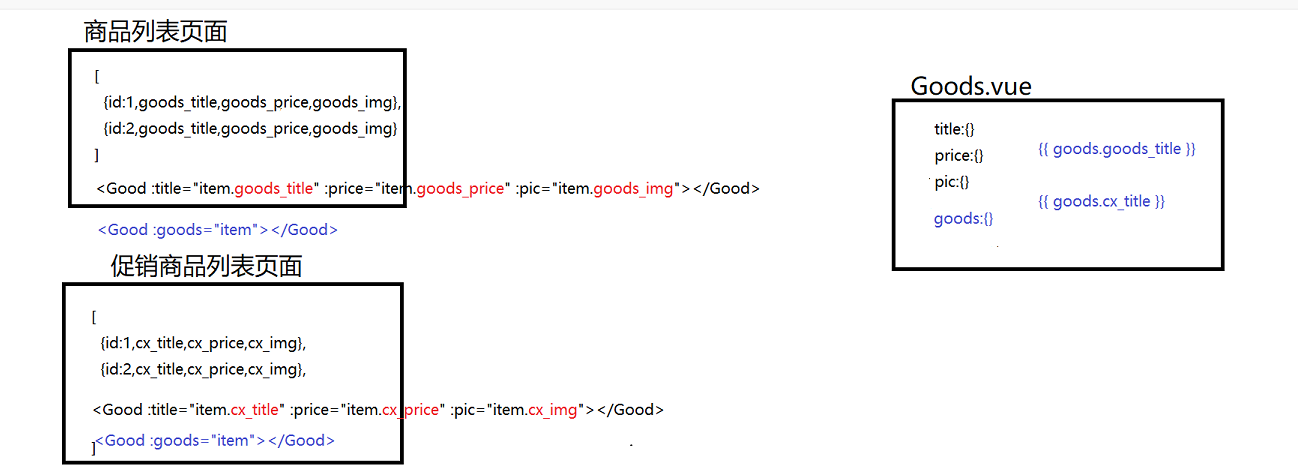 商品列表页面
[
{id:1,goods_title,goods_price,goods_img},
{id:2,goods_title,goods_price,goods_img}
]
<Good :title="item.goods_title" :price="item.goods_price" :pic="item.goods_img"></Good>
<Good :goods="item"></Good>
促销商品列表页面
[
{id:1,cx_title,cx_price,cx_img},
{id:2,cx_title,cx_price,cx_img},
<Good :title="item.cx_title" :price="item.cx_price" :pic="item.cx_img"></Good>
]<Good :goods="item"></Good>
Goods.vue
title:{}
price:{}
pic:{}
goods:{}
{{ goods.goods_title }}
{{ goods.cx_title }}